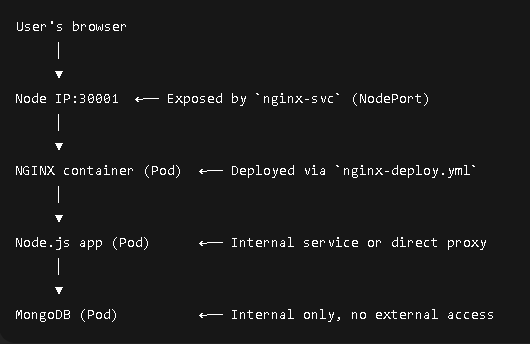 User's browser
│
▼
Node IP:30001 ←── Exposed by `nginx-svc` (NodePort)
│
▼
NGINX container (Pod) ←── Deployed via `nginx-deploy.yml`
│
▼
Node.js app (Pod) ←── Internal service or direct proxy
│
▼
MongoDB (Pod) ←── Internal only, no external access